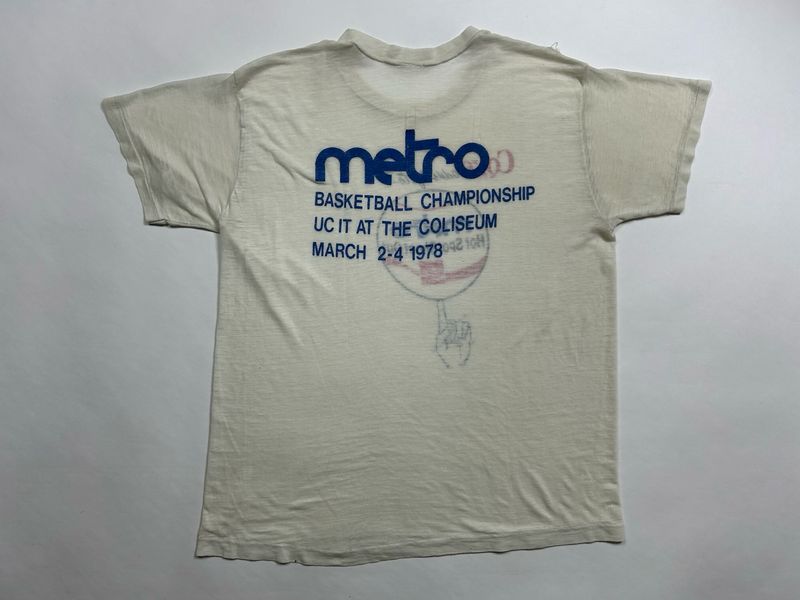 metro
BASKETBALL CHAMPIONSHIP
UC IT AT THE COLISEUM
MARCH 2-4 1978